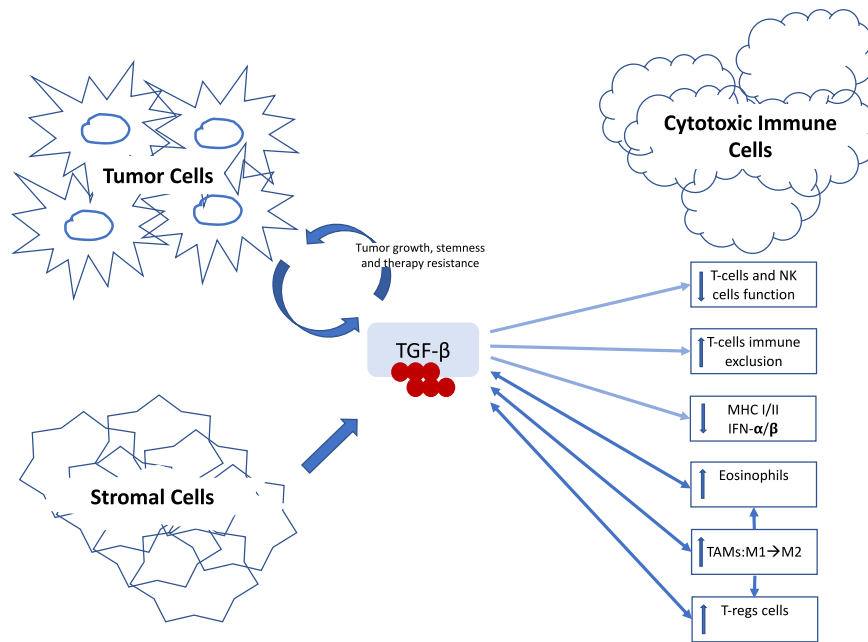 Cytotoxic Immune
Cells
Tumor Cells
Tumor growth, stemness
and therapy resistance
T-cells and NK
cells function
TGF-β
T-cells immune
exclusion
MHC I/II
IFN-α/β
Stromal Cells
Eosinophils
TAMs:M1→M2
T-regs cells